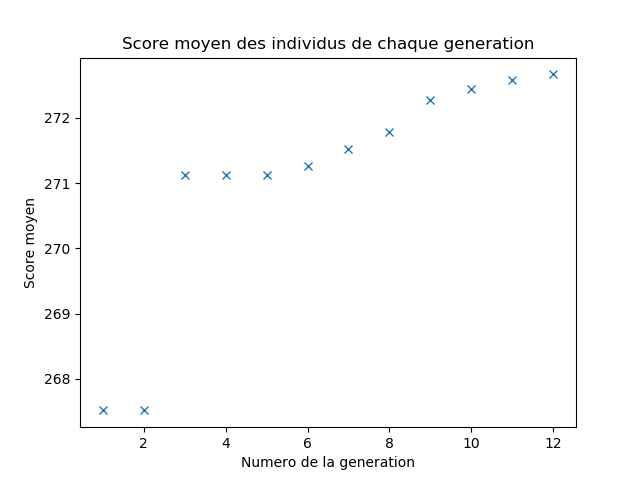 Score moyen des individus de chaque generation
272
271
270
269
268
Score moyen
2 4 6 8 10 12
Numero de la generation